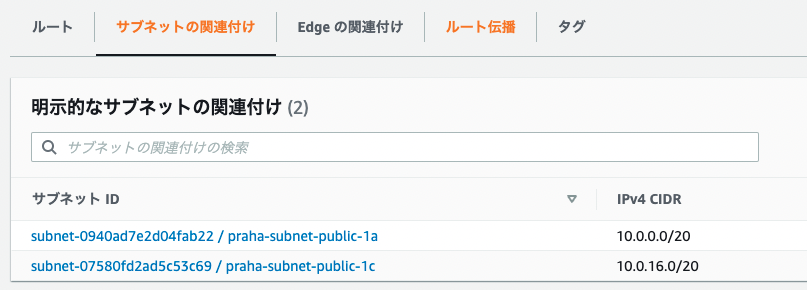 ルート サブネットの関連付け Edge の関連付け ルート伝播 タグ
明示的なサブネットの関連付け (2)
サブネットの関連付けの検索
サブネット ID IPv4 CIDR
subnet-0940ad7e2d04fab22 / praha-subnet-public-1a 10.0.0.0/20
subnet-07580fd2ad5c53c69 / praha-subnet-public-1c 10.0.16.0/20